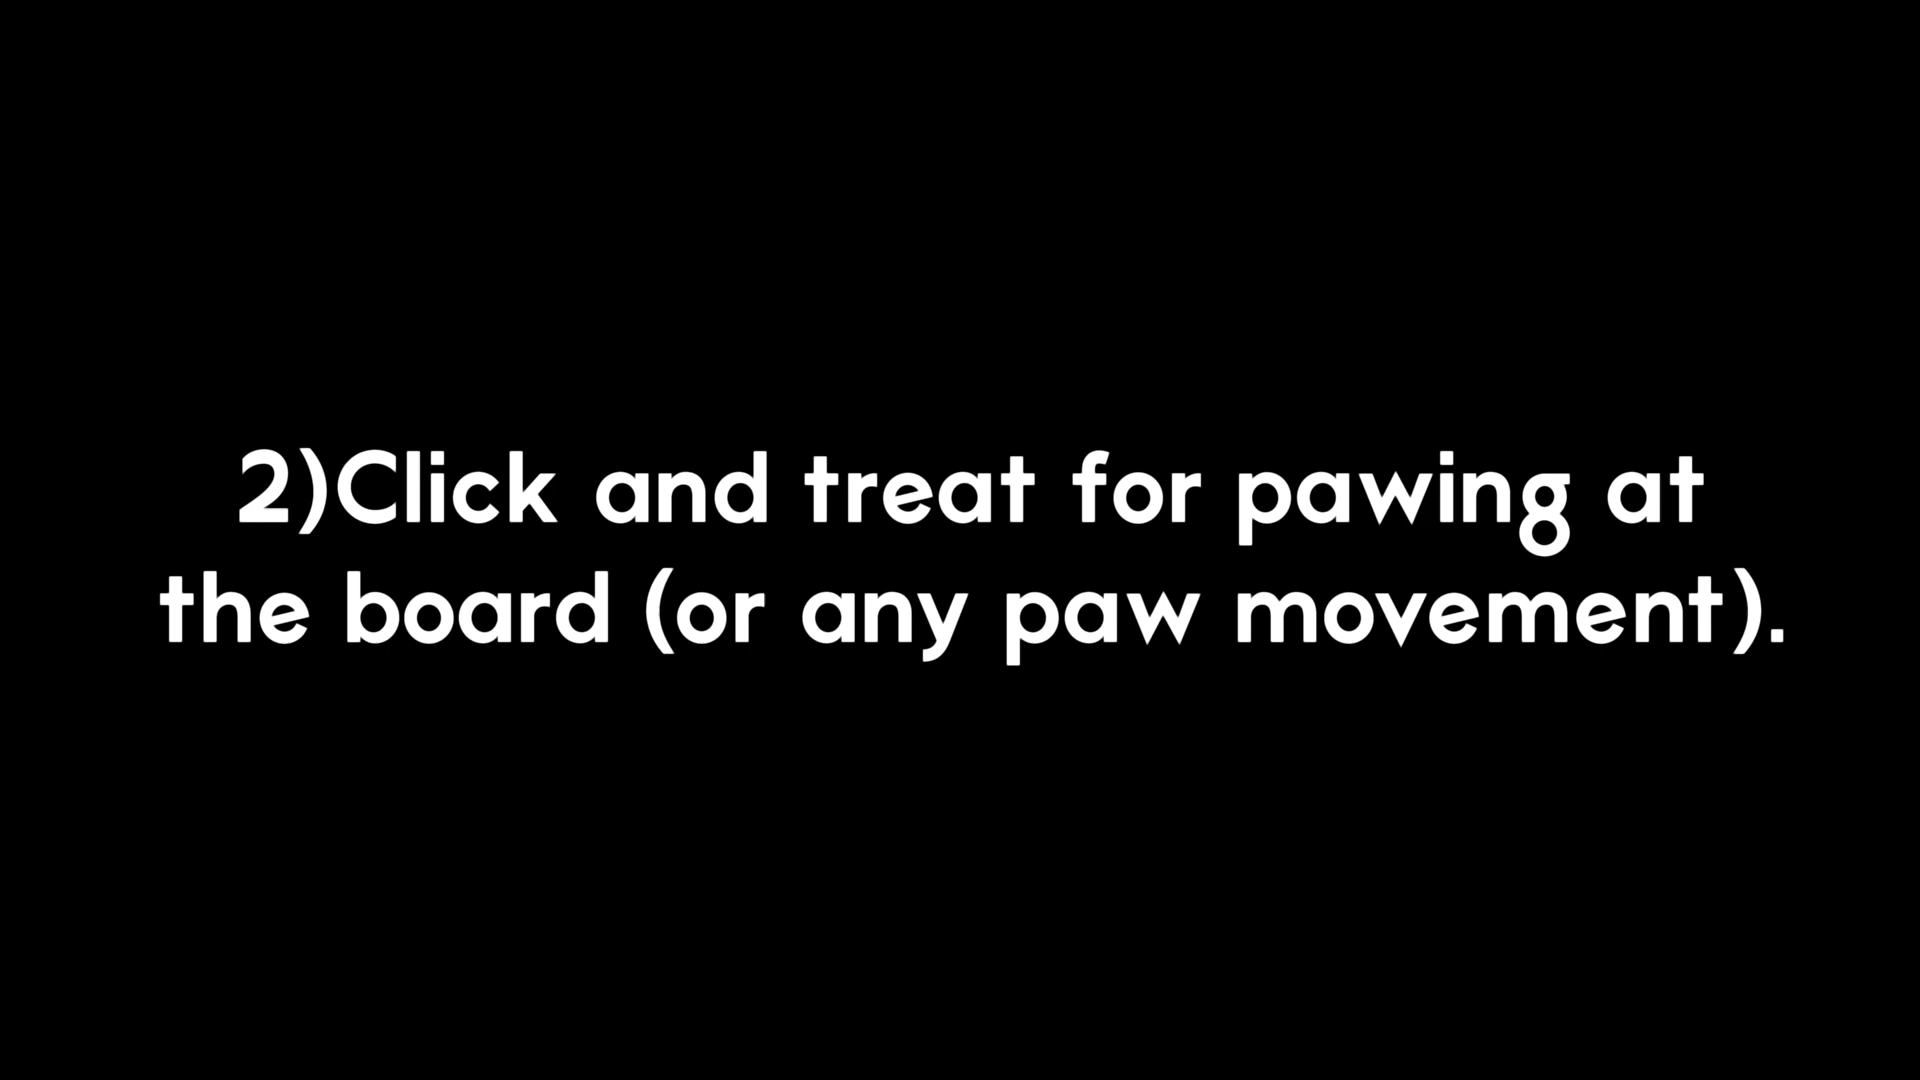 2)Click and treat for pawing at
the board (or any paw movement).